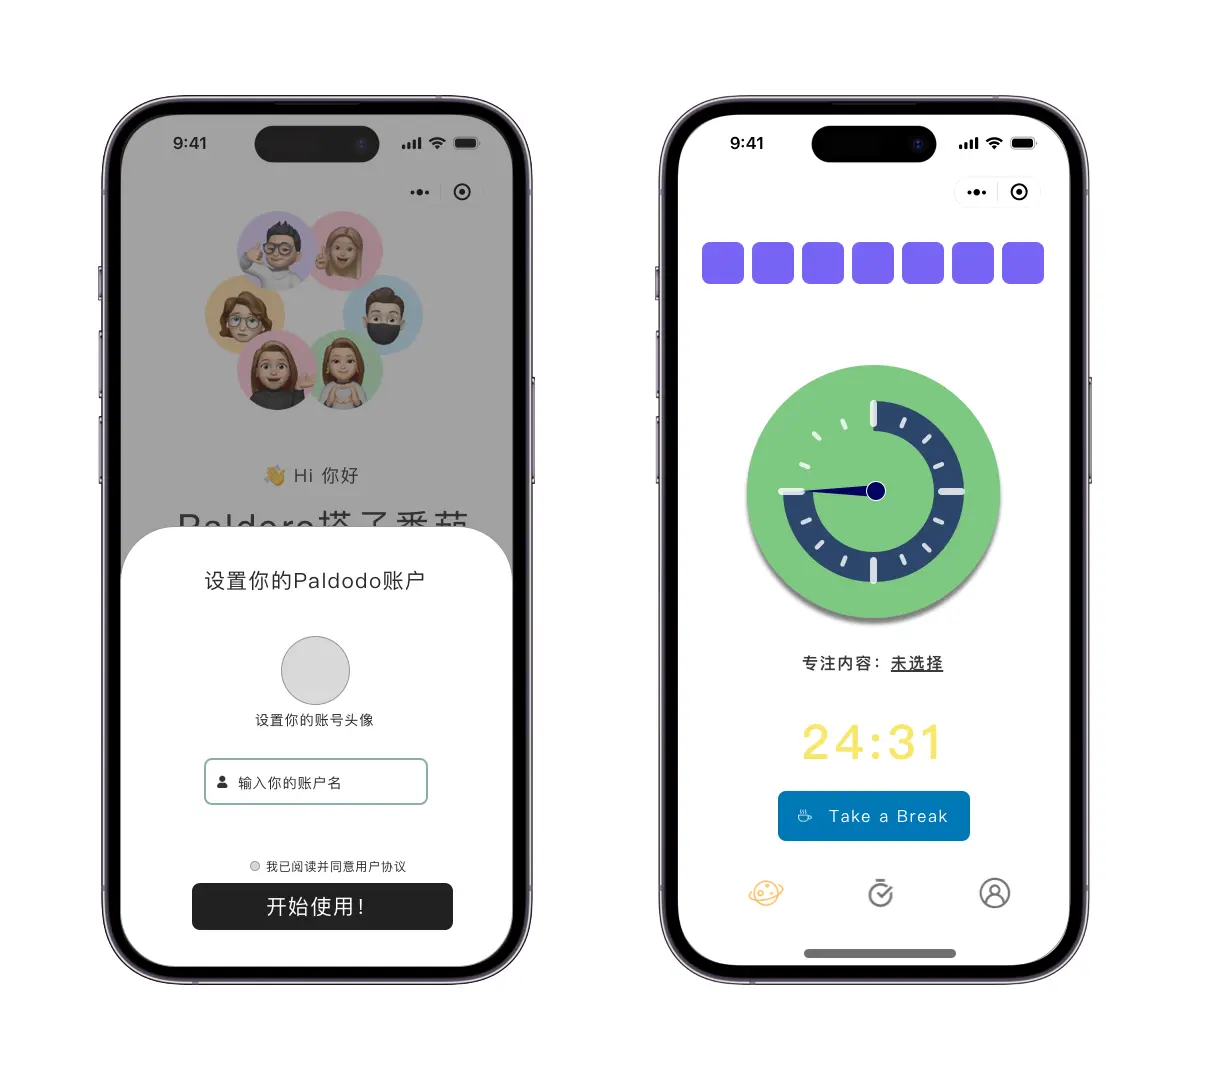 9:41
👋 Hi 你好
Paldoro搭子番茄
设置你的Paldodo账户
设置你的账号头像
输入你的账户名
我已阅读并同意用户协议
开始使用！
9:41
专注内容：未选择
24:31
Take a Break